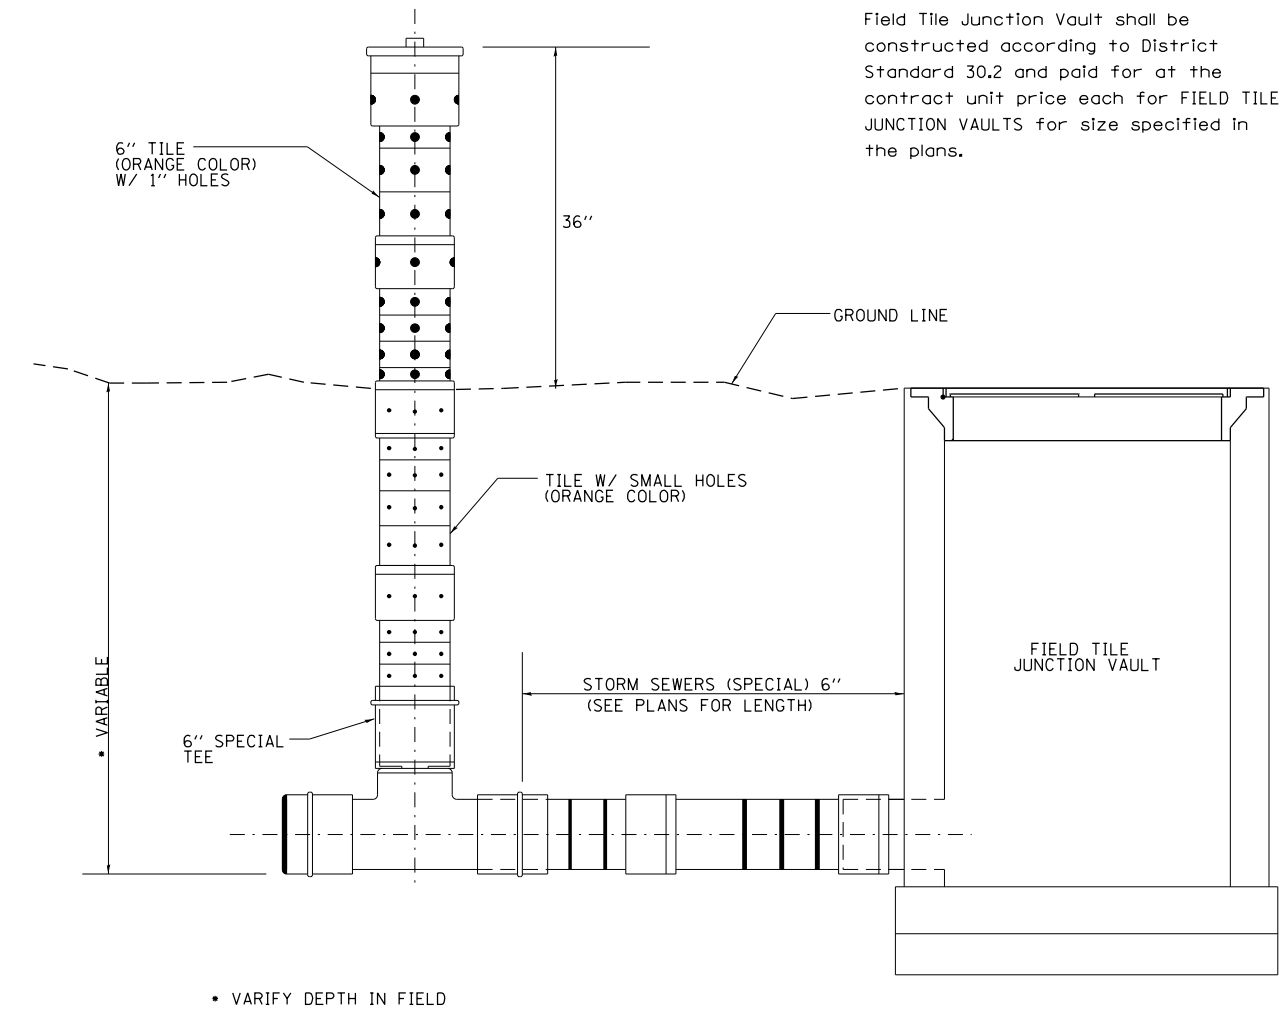 Field Tile Junction Vault shall be
constructed according to District
Standard 30.2 and paid for at the
contract unit price each for FIELD TILE
JUNCTION VAULTS for size specified in
the plans.
6'' TILE
(ORANGE COLOR)
W/ 1'' HOLES
36''
GROUND LINE
TILE W/ SMALL HOLES
(ORANGE COLOR)
FIELD TILE
JUNCTION VAULT
* VARIABLE
STORM SEWERS (SPECIAL) 6''
(SEE PLANS FOR LENGTH)
6'' SPECIAL
TEE
* VARIFY DEPTH IN FIELD